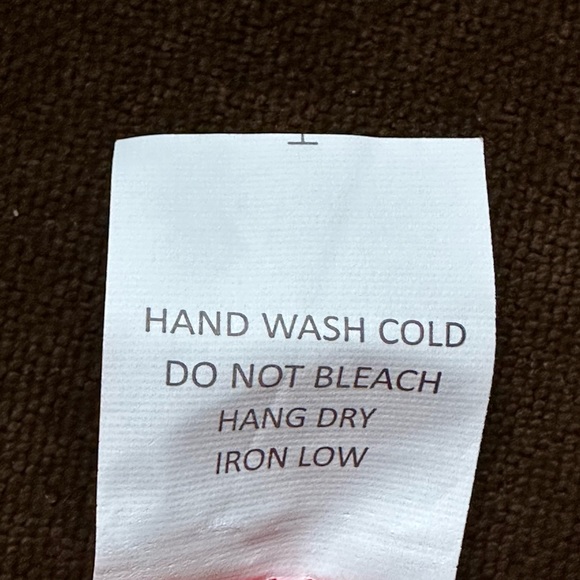 HAND WASH COLD
DO NOT BLEACH
HANG DRY
IRON LOW